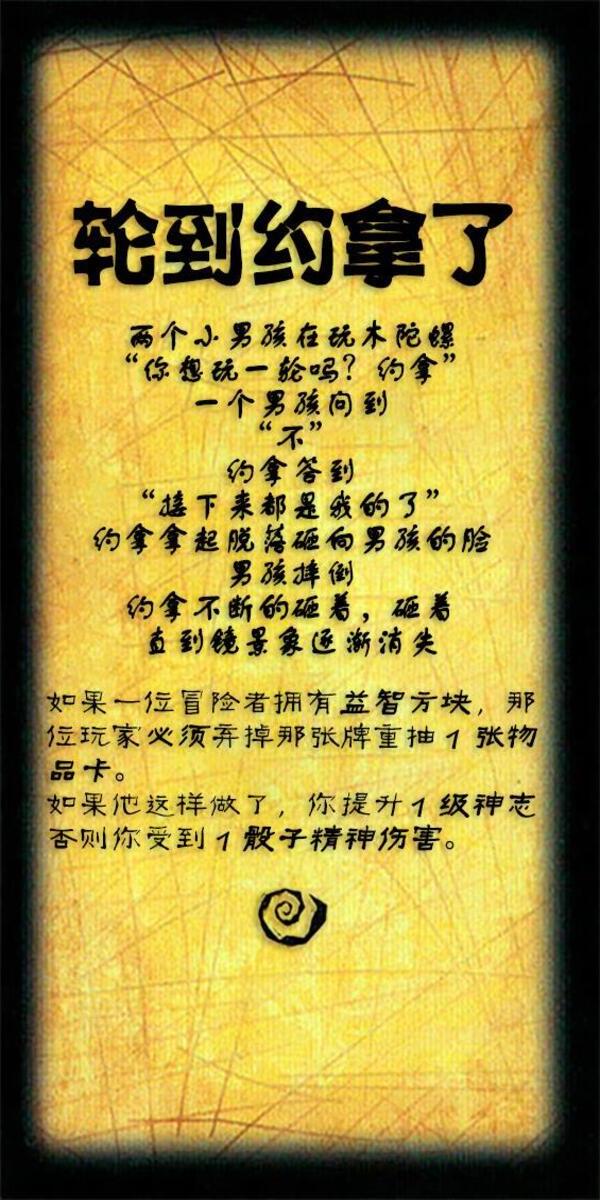 轮到约拿了
两个小男孩在玩木陀螺
“你想玩一轮吗？约拿”
一个男孩问到
“不”
约拿答到
“接下来都是我的了”
约拿拿起脱落砸向男孩的脸
男孩摔倒
约拿不断的砸着，砸着
直到镜景象逐渐消失
如果一位冒险者拥有益智方块，那
位玩家必须弃掉那张牌重抽 1 张物
品卡。
如果他这样做了，你提升 1 级神志
否则你受到 1 骰子精神伤害。